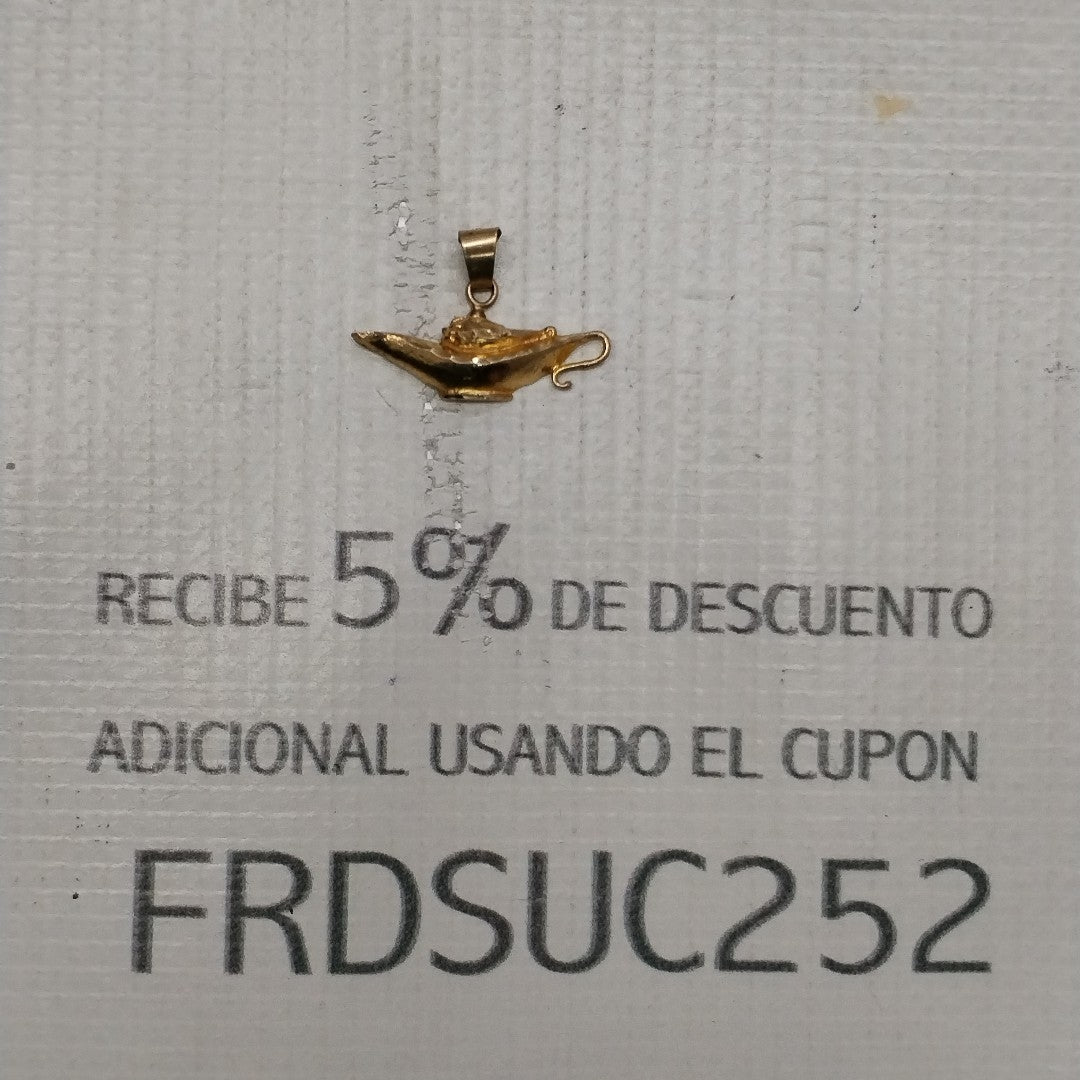 RECIBE 5% DE DESCUENTO
ADICIONAL USANDO EL CUPON
FRDSUC252